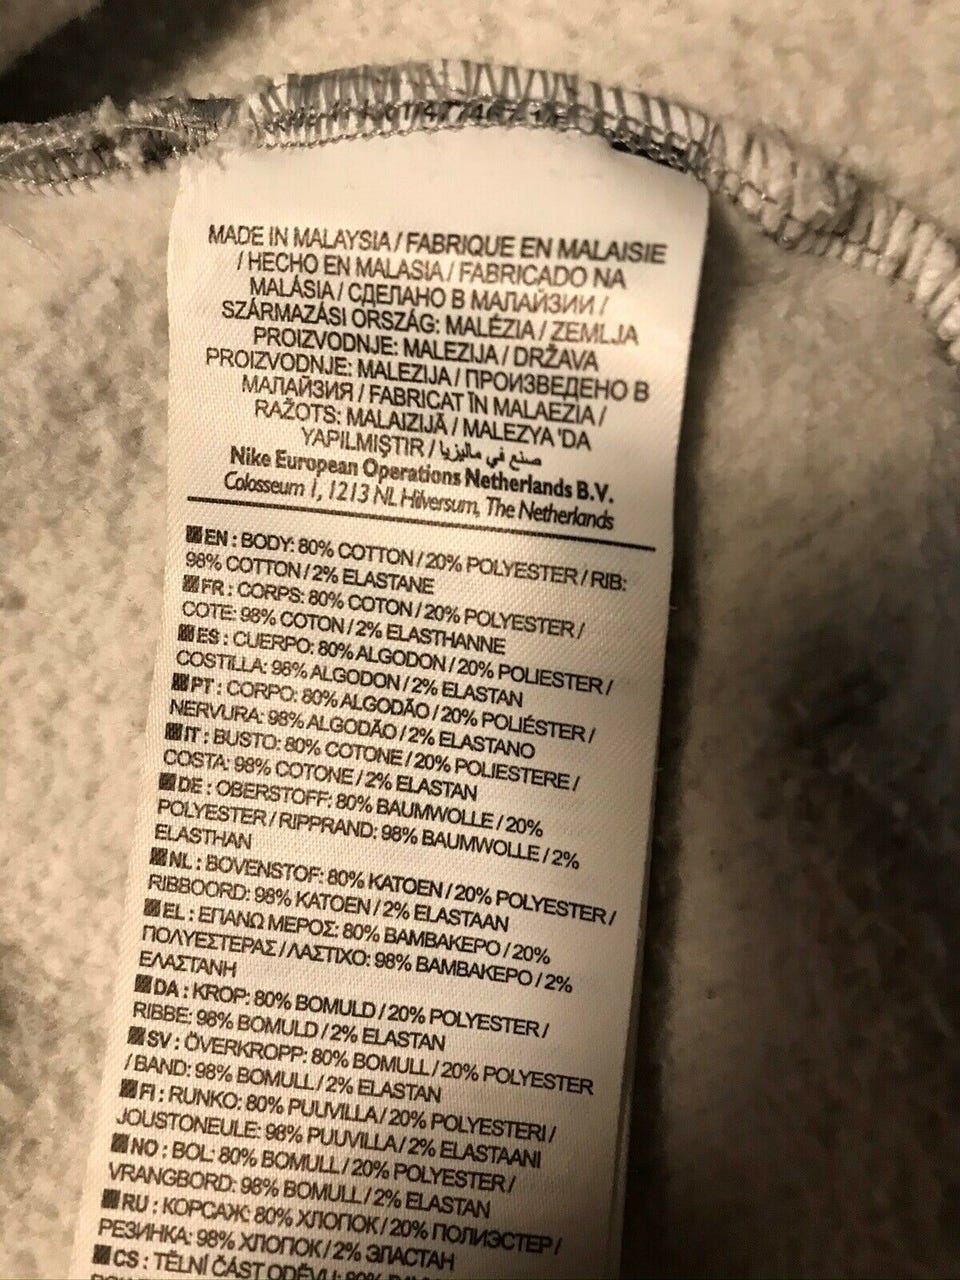 MADE IN MALAYSIA / FABRIQUE EN MALAISIE
/ HECHO EN MALASIA / FABRICADO NA
MALÁSIA / СДЕЛАНО В МАЛАЙЗИИ /
SZÁRMAZÁSI ORSZÁG: MALÉZIA / ZEMLJA
PROIZVODNJE: MALEZIJA / DRŽAVA
PROIZVODNJE: MALEZIJA / ПРОИЗВЕДЕНО В
МАЛАЙЗИЯ / FABRICAT ÎN MALAEZIA /
RAŽOTS: MALAIZIJĀ / MALEZYA 'DA
YAPILMIŞTIR / صنع في ماليزيا
Nike European Operations Netherlands B.V.
Colosseum 1, 1213 NL Hilversum, The Netherlands
EN : BODY: 80% COTTON / 20% POLYESTER / RIB:
98% COTTON / 2% ELASTANE
FR : CORPS: 80% COTON / 20% POLYESTER /
COTE: 98% COTON / 2% ELASTHANNE
ES : CUERPO: 80% ALGODON / 20% POLIESTER /
COSTILLA: 98% ALGODON / 2% ELASTAN
PT : CORPO: 80% ALGODÃO / 20% POLIÉSTER /
NERVURA: 98% ALGODÃO / 2% ELASTANO
IT : BUSTO: 80% COTONE / 20% POLIESTERE /
COSTA: 98% COTONE / 2% ELASTAN
DE : OBERSTOFF: 80% BAUMWOLLE / 20%
POLYESTER / RIPPRAND: 98% BAUMWOLLE / 2%
ELASTHAN
NL : BOVENSTOF: 80% KATOEN / 20% POLYESTER /
RIBBOORD: 98% KATOEN / 2% ELASTAAN
EL : ΕΠΑΝΩ ΜΕΡΟΣ: 80% ΒΑΜΒΑΚΕΡΟ / 20%
ΠΟΛΥΕΣΤΕΡΑΣ / ΛΑΣΤΙΧΟ: 98% ΒΑΜΒΑΚΕΡΟ / 2%
ΕΛΑΣΤΑΝΗ
DA : KROP: 80% BOMULD / 20% POLYESTER /
RIBBE: 98% BOMULD / 2% ELASTAN
SV : ÖVERKROPP: 80% BOMULL / 20% POLYESTER
/ BAND: 98% BOMULL / 2% ELASTAN
FI : RUNKO: 80% PUUVILLA / 20% POLYESTERI /
JOUSTONEULE: 98% PUUVILLA / 2% ELASTAANI
NO : BOL: 80% BOMULL / 20% POLYESTER /
VRANGBORD: 98% BOMULL / 2% ELASTAN
RU : КОРСАЖ: 80% ХЛОПОК / 20% ПОЛИЭСТЕР /
РЕЗИНКА: 98% ХЛОПОК / 2% ЭЛАСТАН
CS : TĚLNÍ ČÁST ODĚVU: 80%